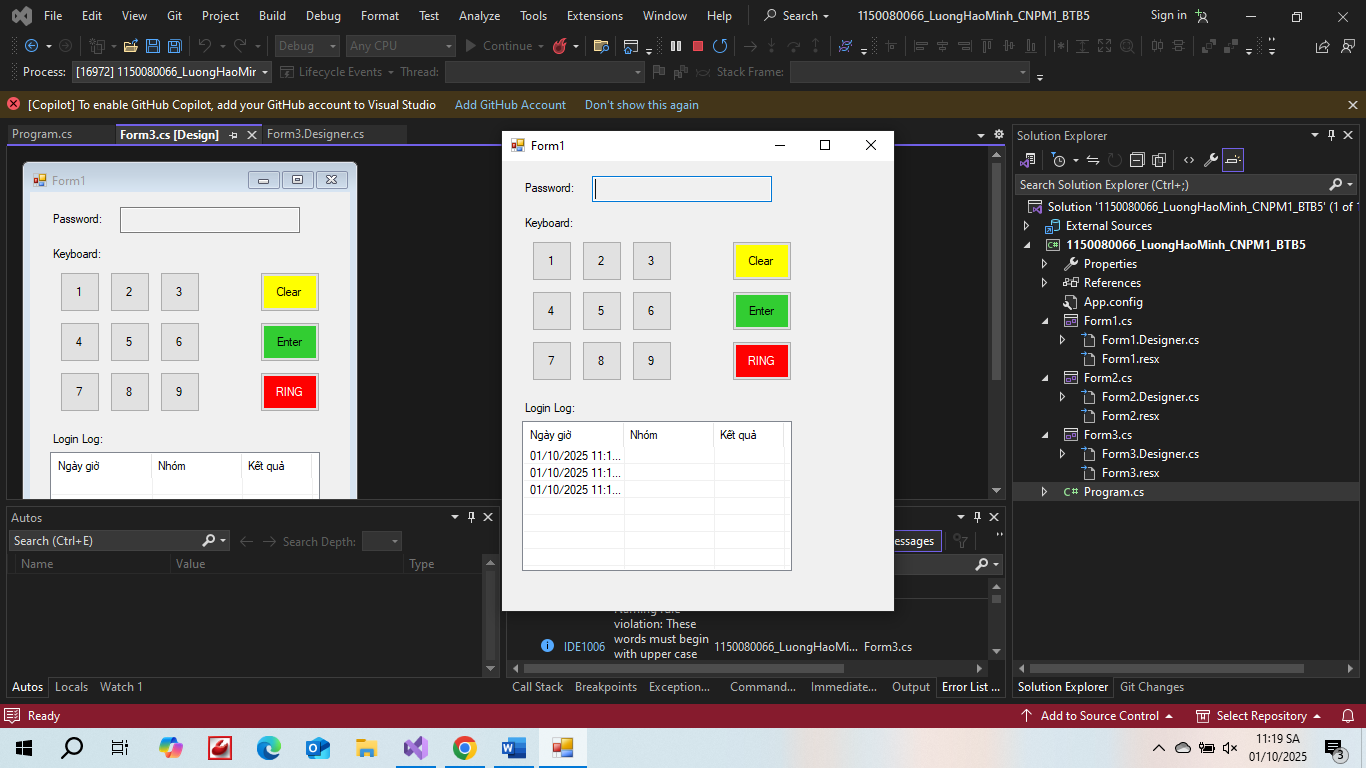 File Edit View Git Project Build Debug Format Test Analyze Tools Extensions Window Help Search 1150080066_LuongHaoMinh_CNPM1_BTB5 Sign in
Debug Any CPU Continue
Process: [16972] 1150080066_LuongHaoMin Lifecycle Events Thread: Stack Frame:
[Copilot] To enable GitHub Copilot, add your GitHub account to Visual Studio Add GitHub Account Don't show this again
Program.cs Form3.cs [Design] Form3.Designer.cs
Form1
Password:
Keyboard:
1 2 3 Clear
4 5 6 Enter
7 8 9 RING
Login Log:
Ngày giờ Nhóm Kết quả
Form1
Password:
Keyboard:
1 2 3 Clear
4 5 6 Enter
7 8 9 RING
Login Log:
Ngày giờ Nhóm Kết quả
01/10/2025 11:1...
01/10/2025 11:1...
01/10/2025 11:1...
Solution Explorer
Search Solution Explorer (Ctrl+;)
Solution '1150080066_LuongHaoMinh_CNPM1_BTB5' (1 of 1
External Sources
1150080066_LuongHaoMinh_CNPM1_BTB5
Properties
References
App.config
Form1.cs
Form1.Designer.cs
Form1.resx
Form2.cs
Form2.Designer.cs
Form2.resx
Form3.cs
Form3.Designer.cs
Form3.resx
C# Program.cs
Autos
Search (Ctrl+E) Search Depth:
Name Value Type
essages
violation: These
IDE1006 words must begin 1150080066_LuongHaoMi... Form3.cs
with upper case
Autos Locals Watch 1
Call Stack Breakpoints Exception... Command... Immediate... Output Error List ...
Solution Explorer Git Changes
Ready Add to Source Control Select Repository
11:19 SA
01/10/2025
3